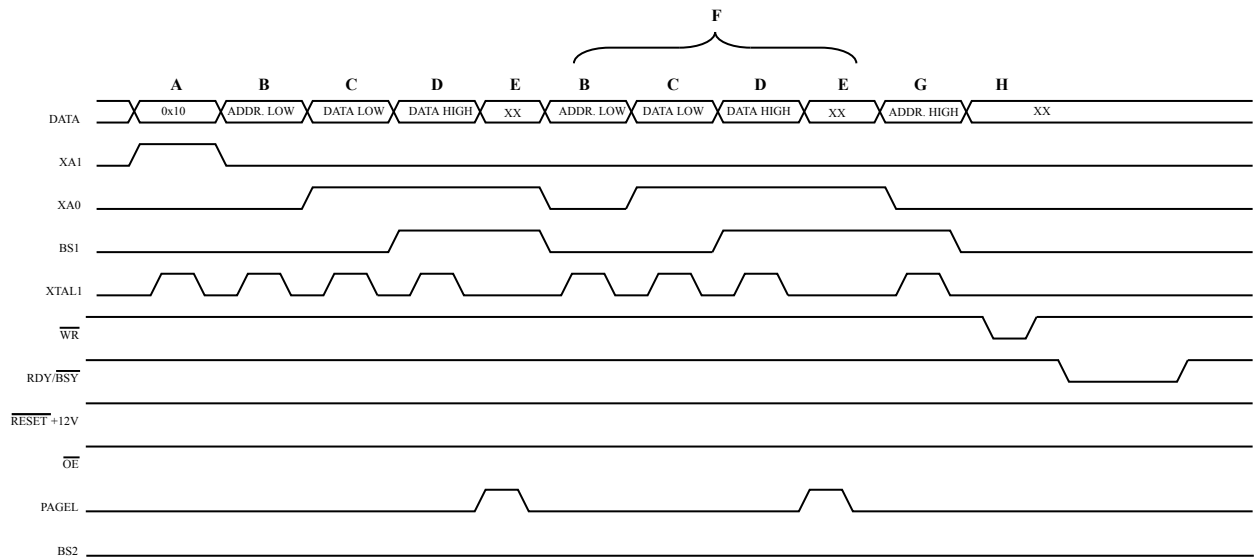 F
A B C D E B C D E G H
DATA 0x10 ADDR. LOW DATA LOW DATA HIGH XX ADDR. LOW DATA LOW DATA HIGH XX ADDR. HIGH XX
XA1
XA0
BS1
XTAL1
WR
RDY/BSY
RESET +12V
OE
PAGEL
BS2